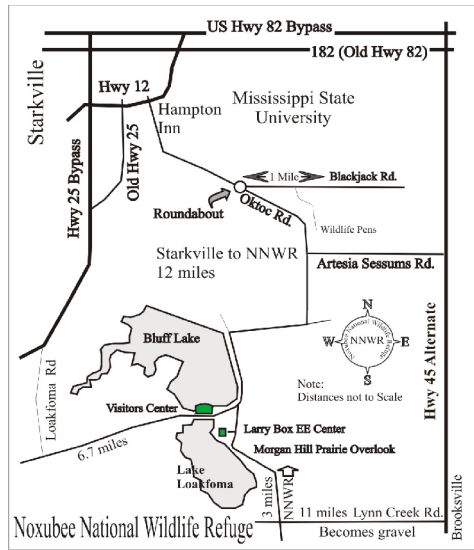 US Hwy 82 Bypass
182 (Old Hwy 82)
Starkville
Hwy 12
Hampton
Inn
Mississippi State
University
Hwy 25 Bypass
Old Hwy 25
1 Mile
Blackjack Rd.
Roundabout
Oktoc Rd.
Wildlife Pens
Starkville to NNWR
12 miles
Artesia Sessums Rd.
Hwy 45 Alternate
Bluff Lake
N
Noxubee National Wildlife
Refuge
W
NNWR
E
S
Note:
Distances not to Scale
Loakfoma Rd
Visitors Center
6.7 miles
Larry Box EE Center
Morgan Hill Prairie Overlook
Lake
Loakfoma
3 miles
NNWR
11 miles Lynn Creek Rd.
Becomes gravel
Brooksville
Noxubee National Wildlife Refuge